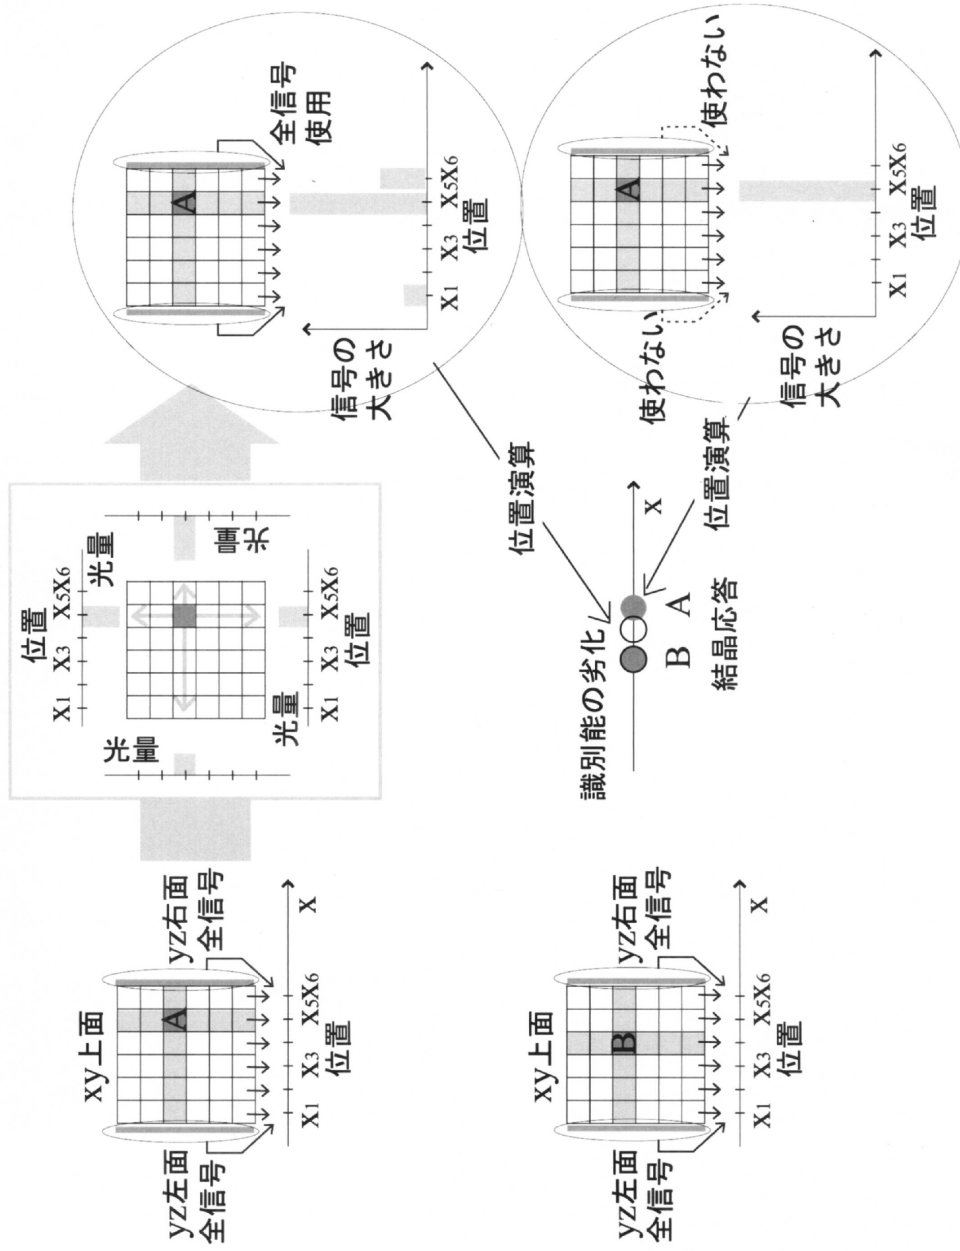 xy上面
A
yz左面
全信号
yz右面
全信号
X1 X3 X5X6
位置
X
位置
X1 X3 X5X6
光量
光量
光量
光量
X1 X3 X5X6
位置
A
全信号
使用
信号の
大きさ
X1 X3 X5X6
位置
xy上面
B
yz左面
全信号
yz右面
全信号
X1 X3 X5X6
位置
X
識別能の劣化
位置演算
x
B A
結晶応答
位置演算
A
使わない
使わない
信号の
大きさ
X1 X3 X5X6
位置